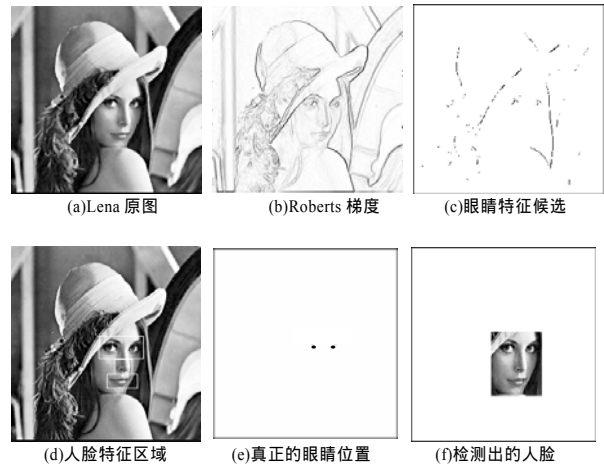 (a)Lena 原图
(b)Roberts 梯度
(c)眼睛特征候选
(d)人脸特征区域
(e)真正的眼睛位置
(f)检测出的人脸